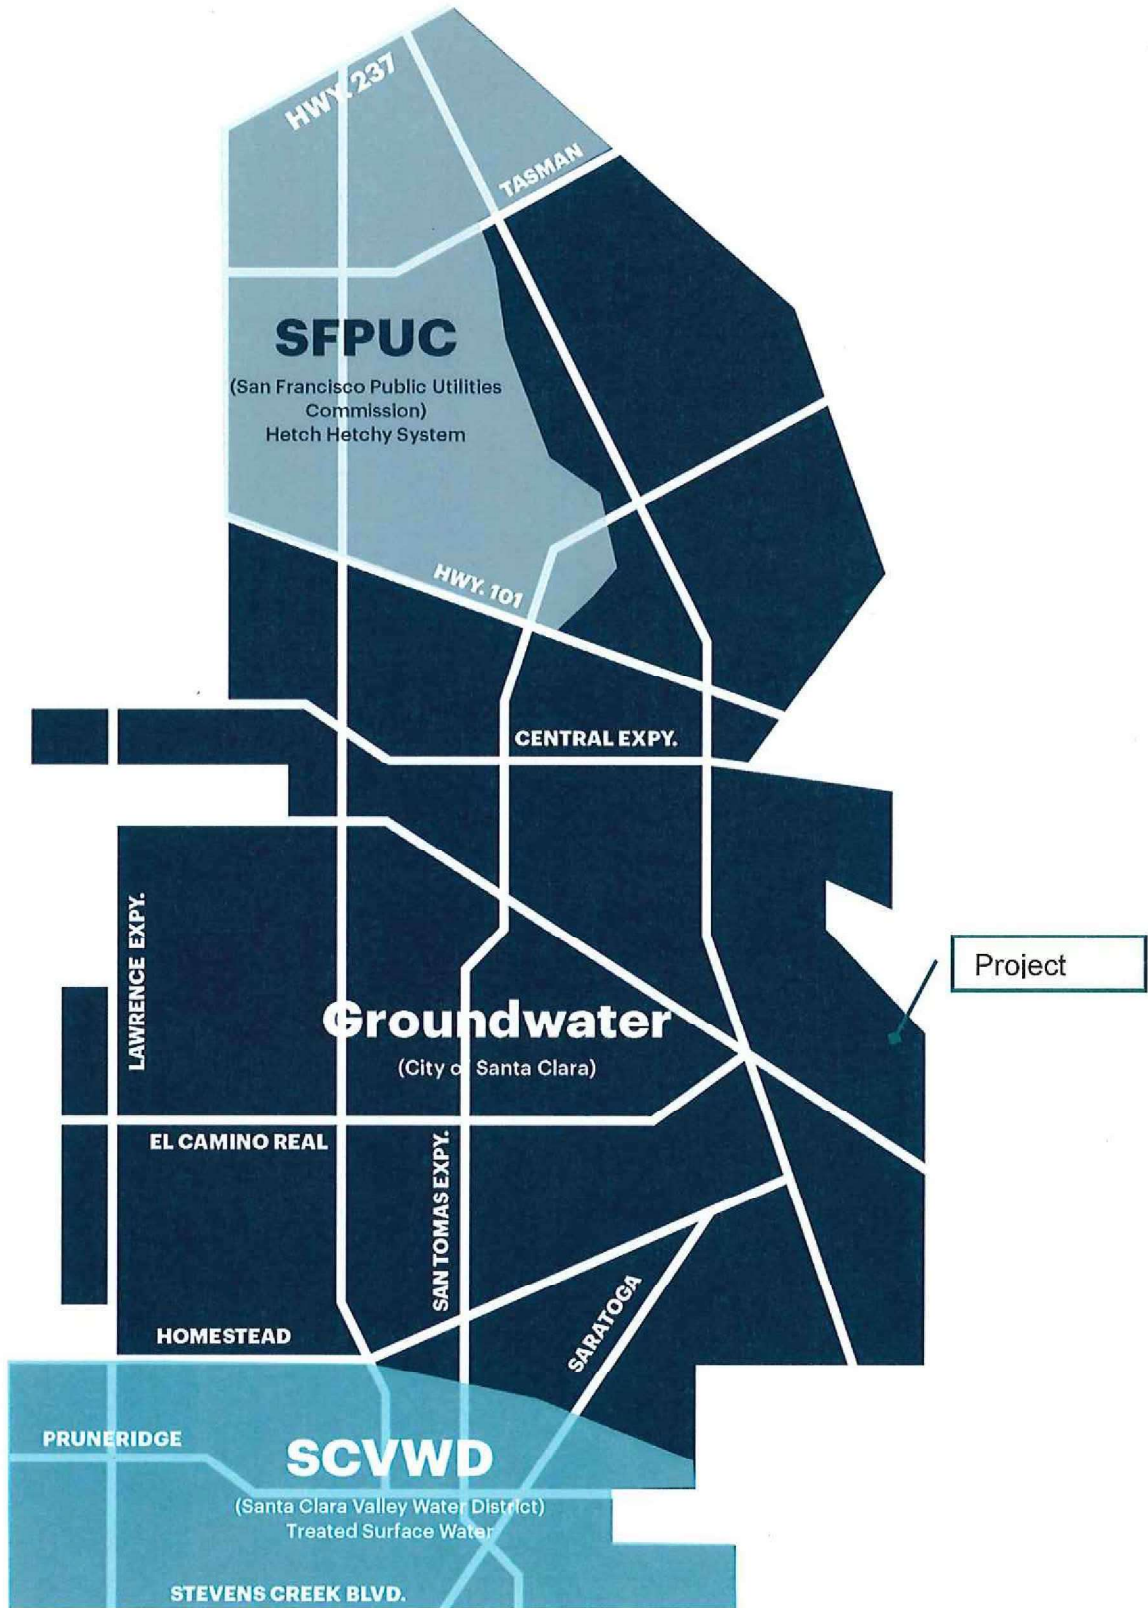 HWY. 237
TASMAN
SFPUC
(San Francisco Public Utilities
Commission)
Hetch Hetchy System
HWY. 101
CENTRAL EXPY.
LAWRENCE EXPY.
Project
Groundwater
(City of Santa Clara)
EL CAMINO REAL
SAN TOMAS EXPY.
SARATOGA
HOMESTEAD
PRUNERIDGE
SCVWD
(Santa Clara Valley Water District)
Treated Surface Water
STEVENS CREEK BLVD.